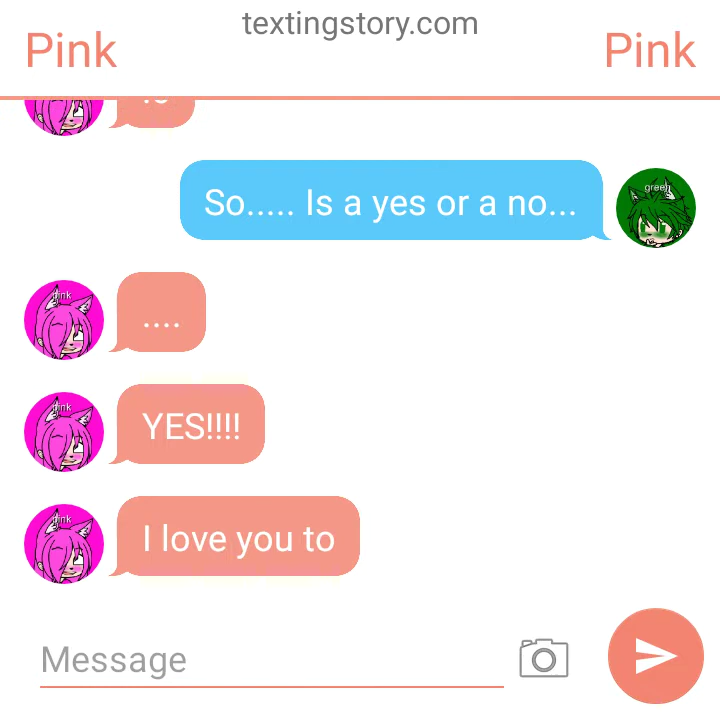 textingstory.com
Pink
Pink
So..... Is a yes or a no...
green
....
pink
YES!!!!
pink
I love you to
pink
Message